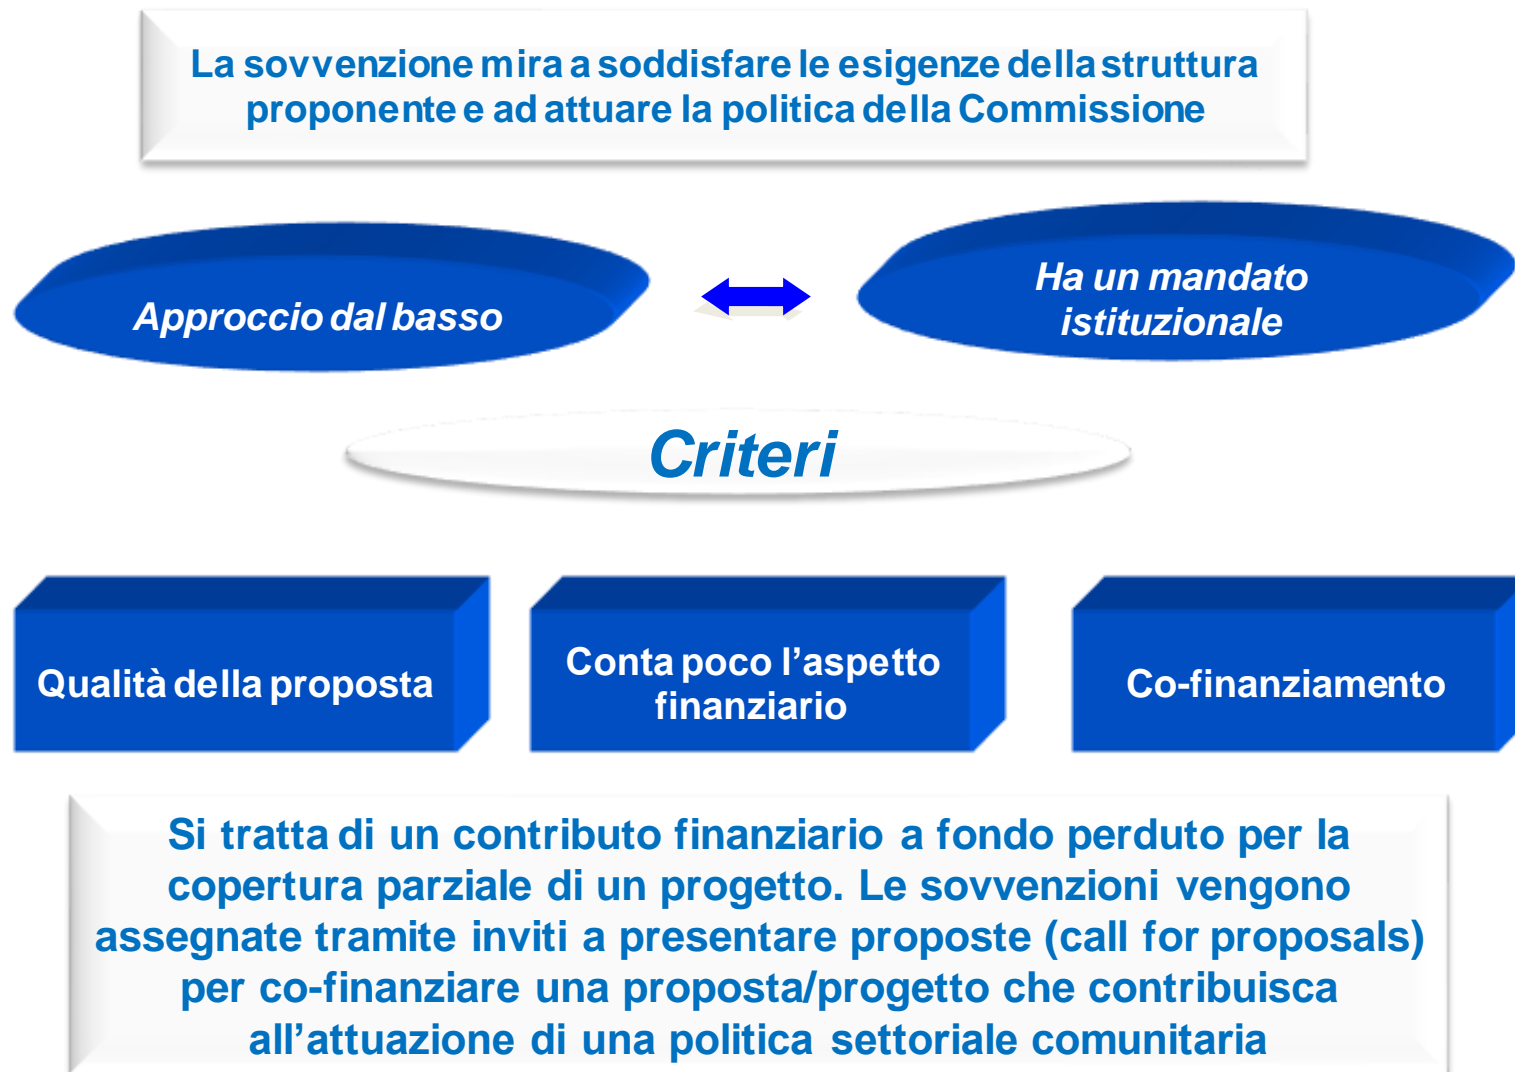 La sovvenzione mira a soddisfare le esigenze della struttura
proponente e ad attuare la politica della Commissione
Approccio dal basso
Ha un mandato
istituzionale
Criteri
Qualità della proposta
Conta poco l’aspetto
finanziario
Co-finanziamento
Si tratta di un contributo finanziario a fondo perduto per la
copertura parziale di un progetto. Le sovvenzioni vengono
assegnate tramite inviti a presentare proposte (call for proposals)
per co-finanziare una proposta/progetto che contribuisca
all’attuazione di una politica settoriale comunitaria